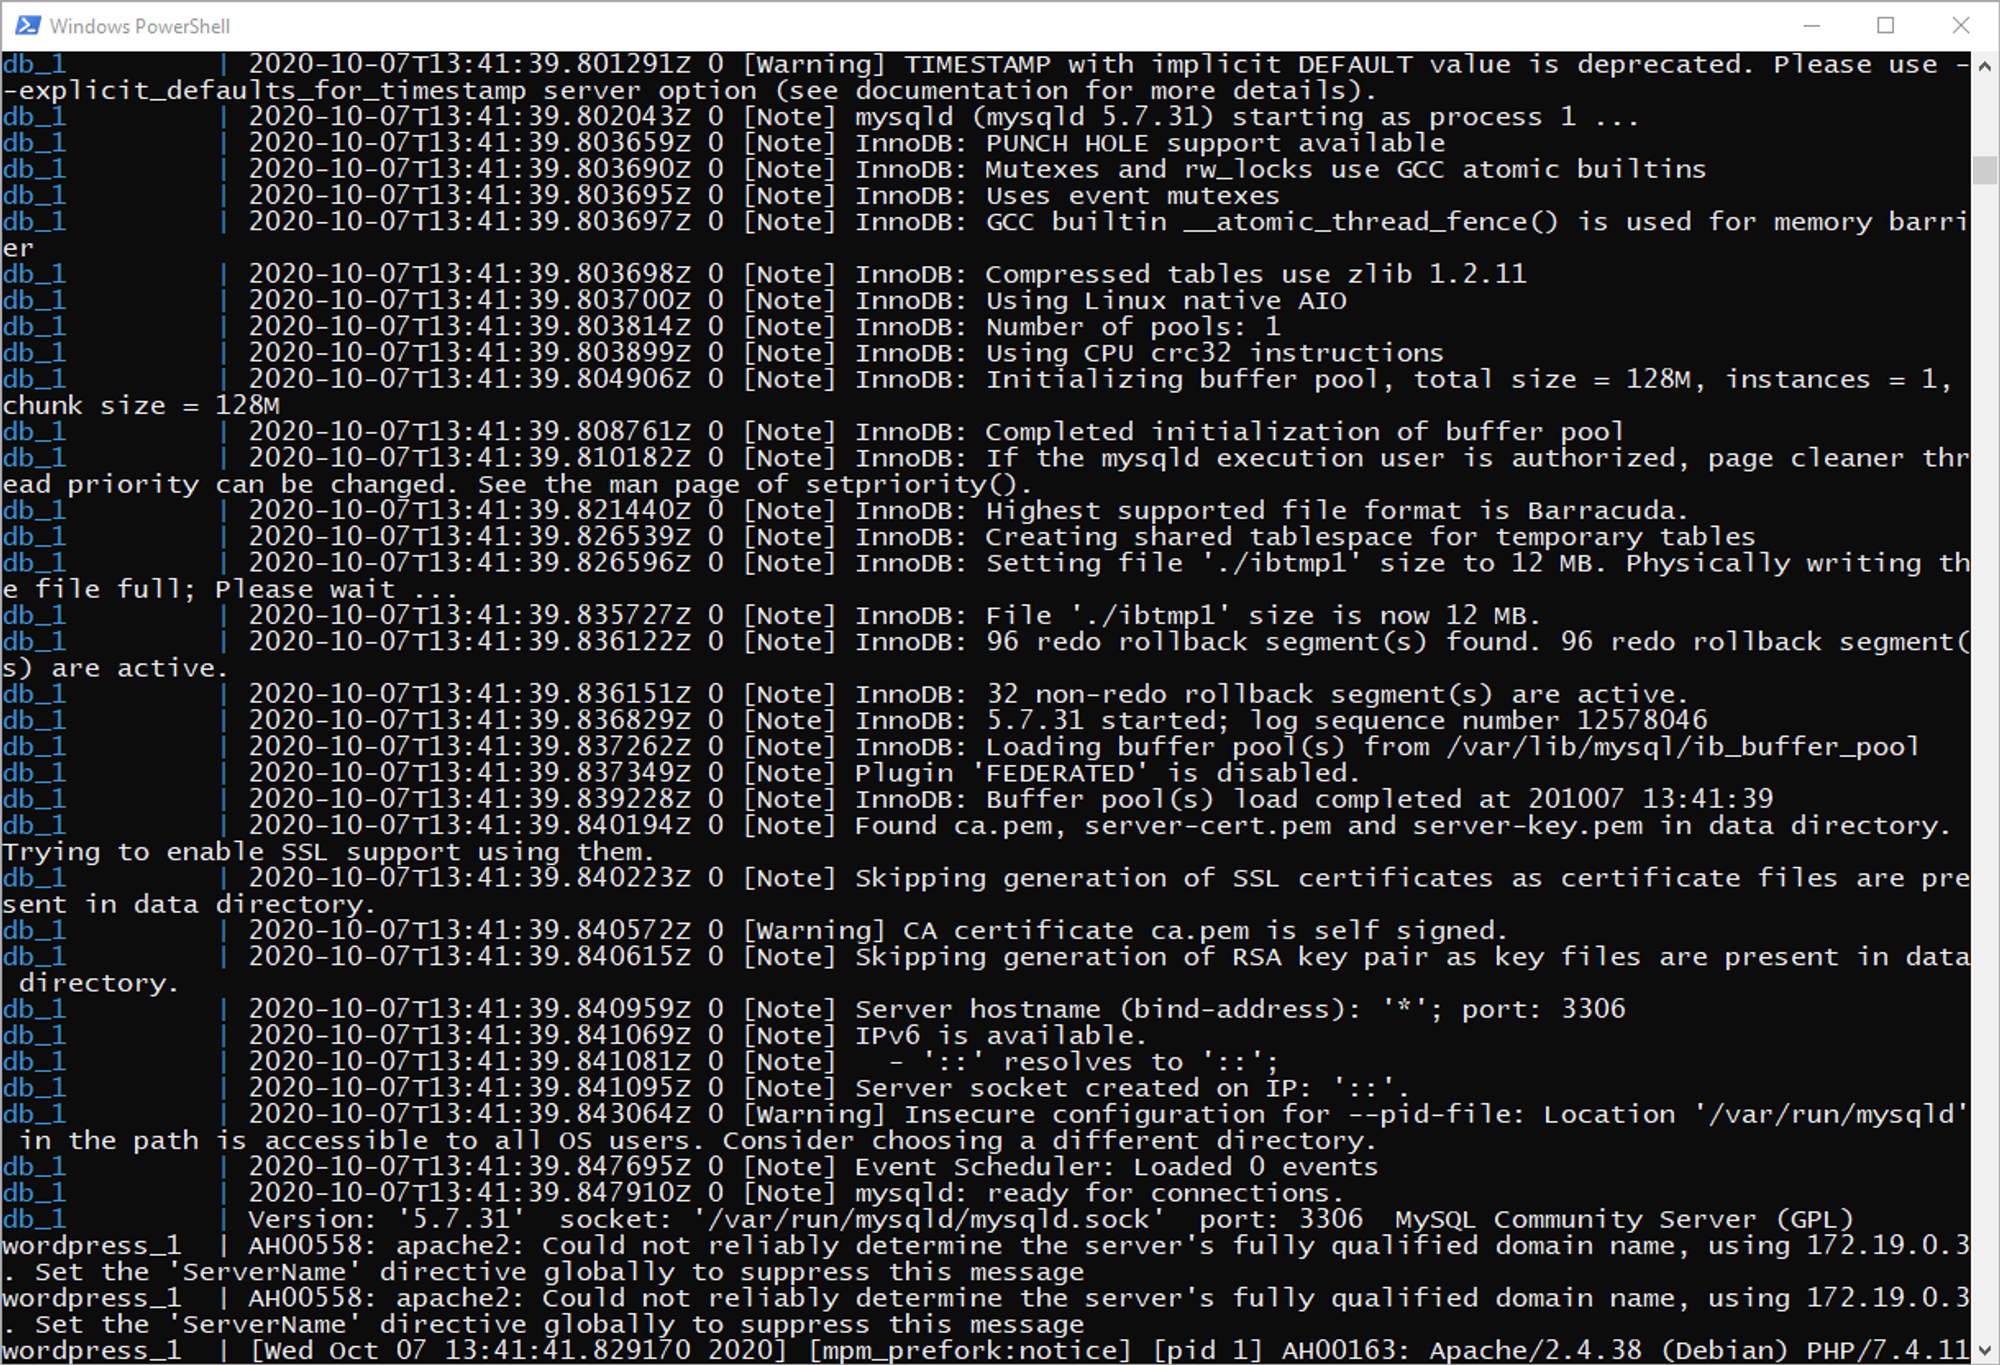 Windows PowerShell
db_1         | 2020-10-07T13:41:39.801291Z 0 [Warning] TIMESTAMP with implicit DEFAULT value is deprecated. Please use -
-explicit_defaults_for_timestamp server option (see documentation for more details).
db_1         | 2020-10-07T13:41:39.802043Z 0 [Note] mysqld (mysqld 5.7.31) starting as process 1 ...
db_1         | 2020-10-07T13:41:39.803659Z 0 [Note] InnoDB: PUNCH HOLE support available
db_1         | 2020-10-07T13:41:39.803690Z 0 [Note] InnoDB: Mutexes and rw_locks use GCC atomic builtins
db_1         | 2020-10-07T13:41:39.803695Z 0 [Note] InnoDB: Uses event mutexes
db_1         | 2020-10-07T13:41:39.803697Z 0 [Note] InnoDB: GCC builtin __atomic_thread_fence() is used for memory barri
er
db_1         | 2020-10-07T13:41:39.803698Z 0 [Note] InnoDB: Compressed tables use zlib 1.2.11
db_1         | 2020-10-07T13:41:39.803700Z 0 [Note] InnoDB: Using Linux native AIO
db_1         | 2020-10-07T13:41:39.803814Z 0 [Note] InnoDB: Number of pools: 1
db_1         | 2020-10-07T13:41:39.803899Z 0 [Note] InnoDB: Using CPU crc32 instructions
db_1         | 2020-10-07T13:41:39.804906Z 0 [Note] InnoDB: Initializing buffer pool, total size = 128M, instances = 1,
chunk size = 128M
db_1         | 2020-10-07T13:41:39.808761Z 0 [Note] InnoDB: Completed initialization of buffer pool
db_1         | 2020-10-07T13:41:39.810182Z 0 [Note] InnoDB: If the mysqld execution user is authorized, page cleaner thr
ead priority can be changed. See the man page of setpriority().
db_1         | 2020-10-07T13:41:39.821440Z 0 [Note] InnoDB: Highest supported file format is Barracuda.
db_1         | 2020-10-07T13:41:39.826539Z 0 [Note] InnoDB: Creating shared tablespace for temporary tables
db_1         | 2020-10-07T13:41:39.826596Z 0 [Note] InnoDB: Setting file './ibtmp1' size to 12 MB. Physically writing th
e file full; Please wait ...
db_1         | 2020-10-07T13:41:39.835727Z 0 [Note] InnoDB: File './ibtmp1' size is now 12 MB.
db_1         | 2020-10-07T13:41:39.836122Z 0 [Note] InnoDB: 96 redo rollback segment(s) found. 96 redo rollback segment(
s) are active.
db_1         | 2020-10-07T13:41:39.836151Z 0 [Note] InnoDB: 32 non-redo rollback segment(s) are active.
db_1         | 2020-10-07T13:41:39.836829Z 0 [Note] InnoDB: 5.7.31 started; log sequence number 12578046
db_1         | 2020-10-07T13:41:39.837262Z 0 [Note] InnoDB: Loading buffer pool(s) from /var/lib/mysql/ib_buffer_pool
db_1         | 2020-10-07T13:41:39.837349Z 0 [Note] Plugin 'FEDERATED' is disabled.
db_1         | 2020-10-07T13:41:39.839228Z 0 [Note] InnoDB: Buffer pool(s) load completed at 201007 13:41:39
db_1         | 2020-10-07T13:41:39.840194Z 0 [Note] Found ca.pem, server-cert.pem and server-key.pem in data directory.
Trying to enable SSL support using them.
db_1         | 2020-10-07T13:41:39.840223Z 0 [Note] Skipping generation of SSL certificates as certificate files are pre
sent in data directory.
db_1         | 2020-10-07T13:41:39.840572Z 0 [Warning] CA certificate ca.pem is self signed.
db_1         | 2020-10-07T13:41:39.840615Z 0 [Note] Skipping generation of RSA key pair as key files are present in data
 directory.
db_1         | 2020-10-07T13:41:39.840959Z 0 [Note] Server hostname (bind-address): '*'; port: 3306
db_1         | 2020-10-07T13:41:39.841069Z 0 [Note] IPv6 is available.
db_1         | 2020-10-07T13:41:39.841081Z 0 [Note]   - '::' resolves to '::';
db_1         | 2020-10-07T13:41:39.841095Z 0 [Note] Server socket created on IP: '::'.
db_1         | 2020-10-07T13:41:39.843064Z 0 [Warning] Insecure configuration for --pid-file: Location '/var/run/mysqld'
 in the path is accessible to all OS users. Consider choosing a different directory.
db_1         | 2020-10-07T13:41:39.847695Z 0 [Note] Event Scheduler: Loaded 0 events
db_1         | 2020-10-07T13:41:39.847910Z 0 [Note] mysqld: ready for connections.
db_1         | Version: '5.7.31'  socket: '/var/run/mysqld/mysqld.sock'  port: 3306  MySQL Community Server (GPL)
wordpress_1  | AH00558: apache2: Could not reliably determine the server's fully qualified domain name, using 172.19.0.3
. Set the 'ServerName' directive globally to suppress this message
wordpress_1  | AH00558: apache2: Could not reliably determine the server's fully qualified domain name, using 172.19.0.3
. Set the 'ServerName' directive globally to suppress this message
wordpress_1  | [Wed Oct 07 13:41:41.829170 2020] [mpm_prefork:notice] [pid 1] AH00163: Apache/2.4.38 (Debian) PHP/7.4.11